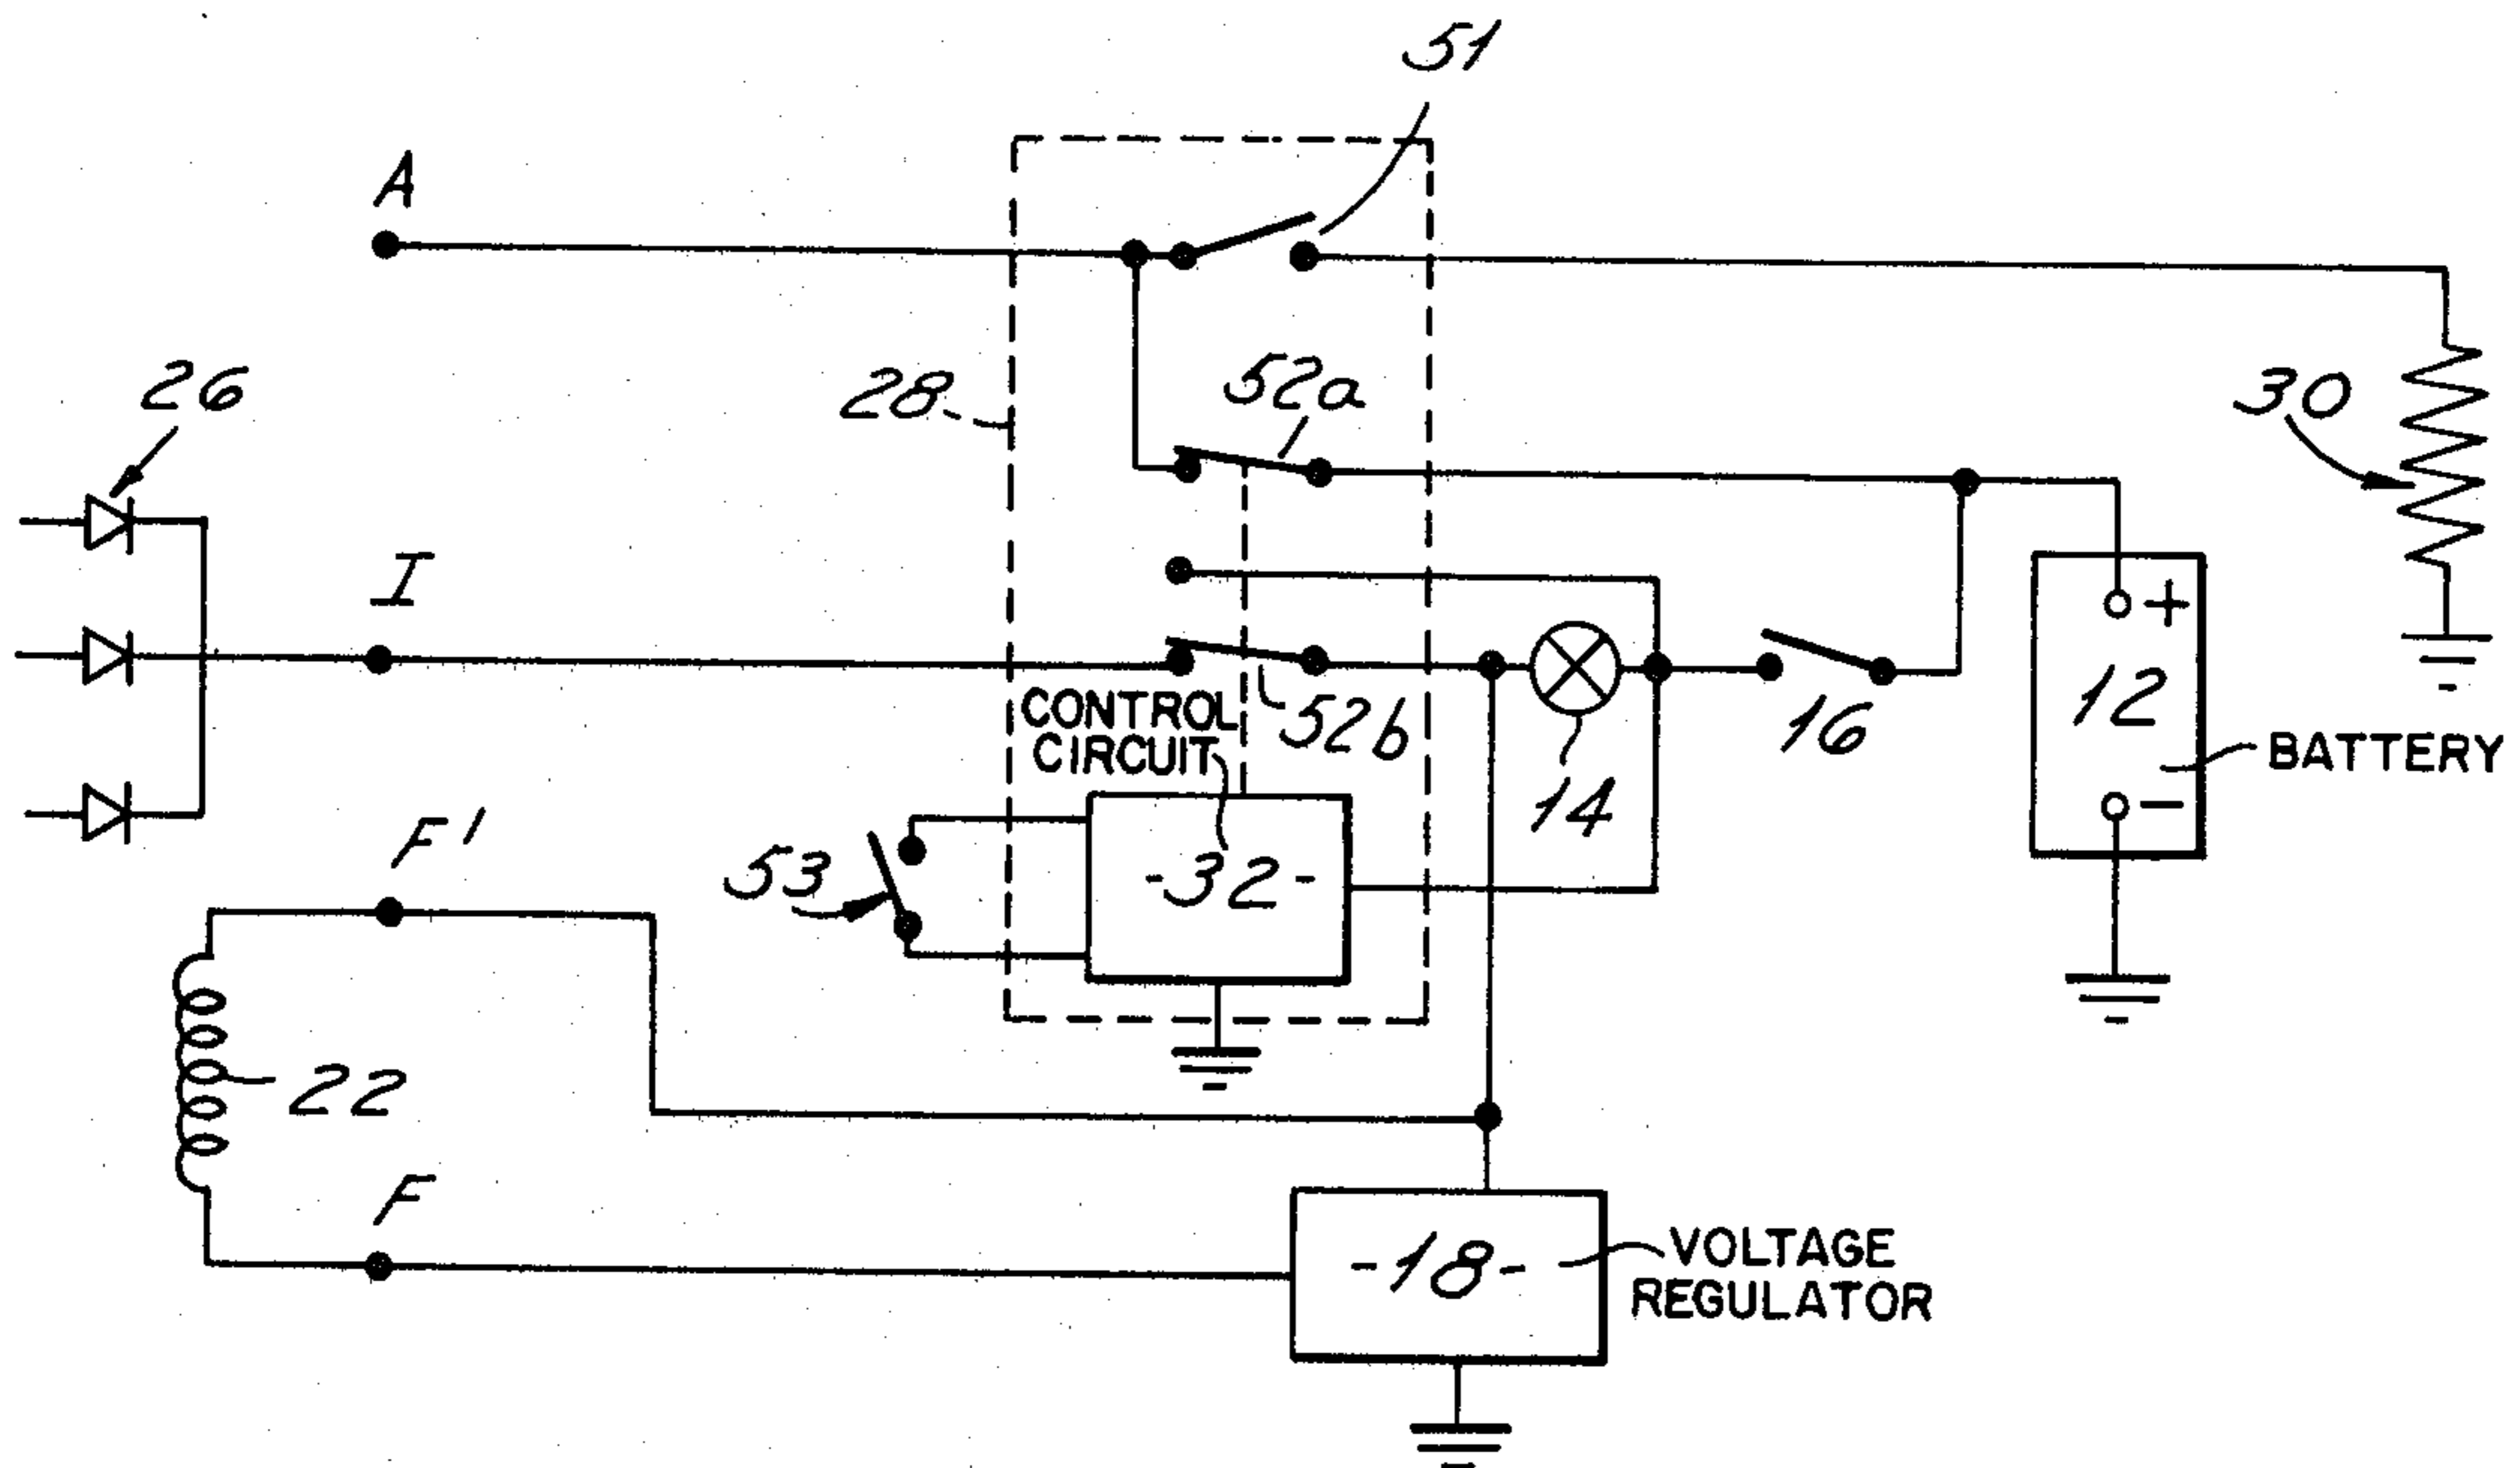 51
A
26
28
52a
30
I
CONTROL
CIRCUIT
52b
16
12
BATTERY
+
-
14
F'
53
-32-
22
F
-18-
VOLTAGE
REGULATOR